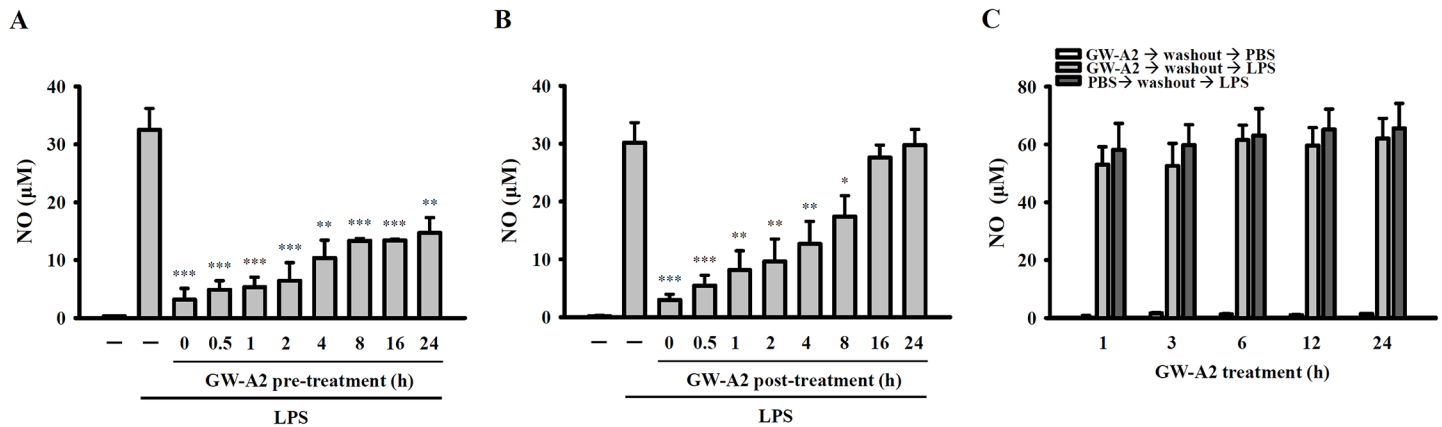 A
NO (μM)
40
30
20
10
0
***
***
***
***
**
***
***
**
— — 0 0.5 1 2 4 8 16 24
GW-A2 pre-treatment (h)
LPS
B
NO (μM)
40
30
20
10
0
***
***
**
**
**
*
— — 0 0.5 1 2 4 8 16 24
GW-A2 post-treatment (h)
LPS
C
GW-A2 → washout → PBS
GW-A2 → washout → LPS
PBS → washout → LPS
NO (μM)
80
60
40
20
0
1 3 6 12 24
GW-A2 treatment (h)